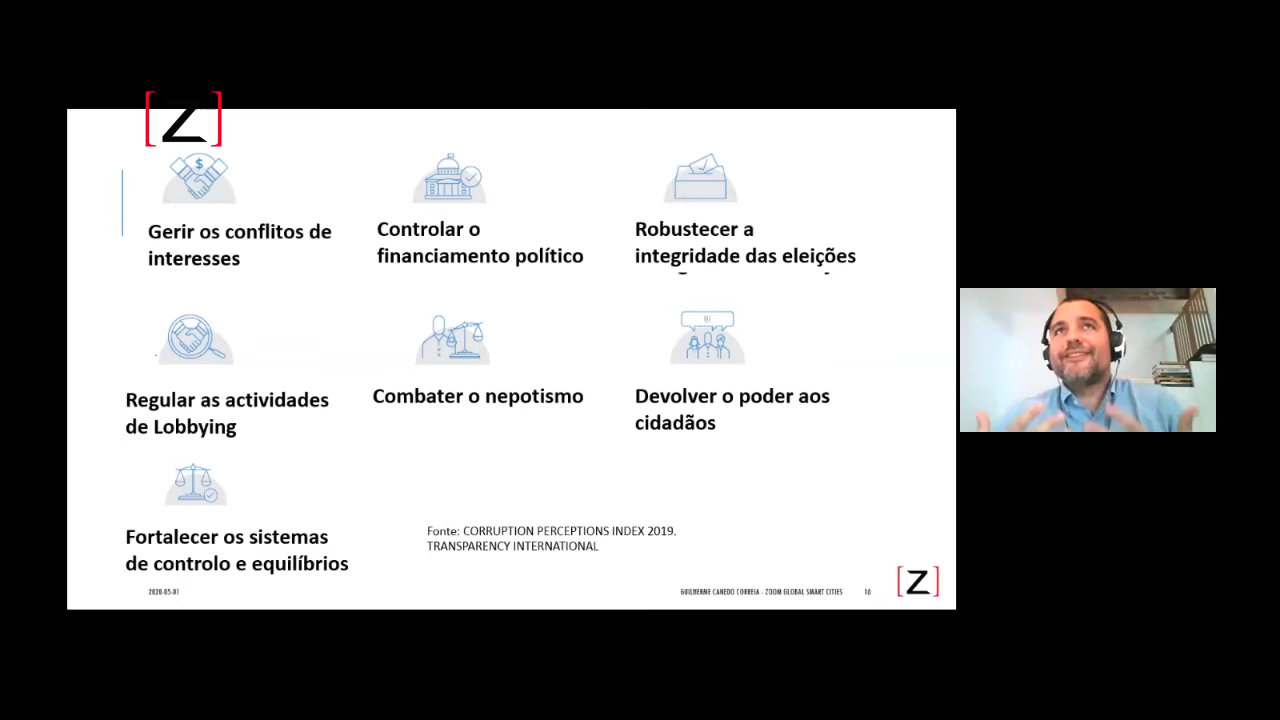 [Z]
$
Gerir os conflitos de
interesses
Controlar o
financiamento político
Robustecer a
integridade das eleições
Regular as actividades
de Lobbying
Combater o nepotismo
Devolver o poder aos
cidadãos
Fortalecer os sistemas
de controlo e equilíbrios
Fonte: CORRUPTION PERCEPTIONS INDEX 2019.
TRANSPARENCY INTERNATIONAL
2020-05-01
GUILHERME CANEDO CORREIA - ZOOM GLOBAL SMART CITIES
16
[Z]